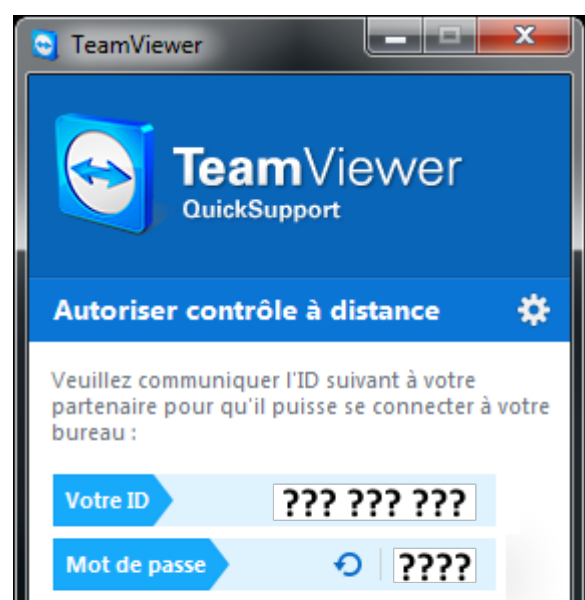 TeamViewer
TeamViewer
QuickSupport
Autoriser contrôle à distance
Veuillez communiquer l'ID suivant à votre
partenaire pour qu'il puisse se connecter à votre
bureau :
Votre ID ??? ??? ???
Mot de passe ????